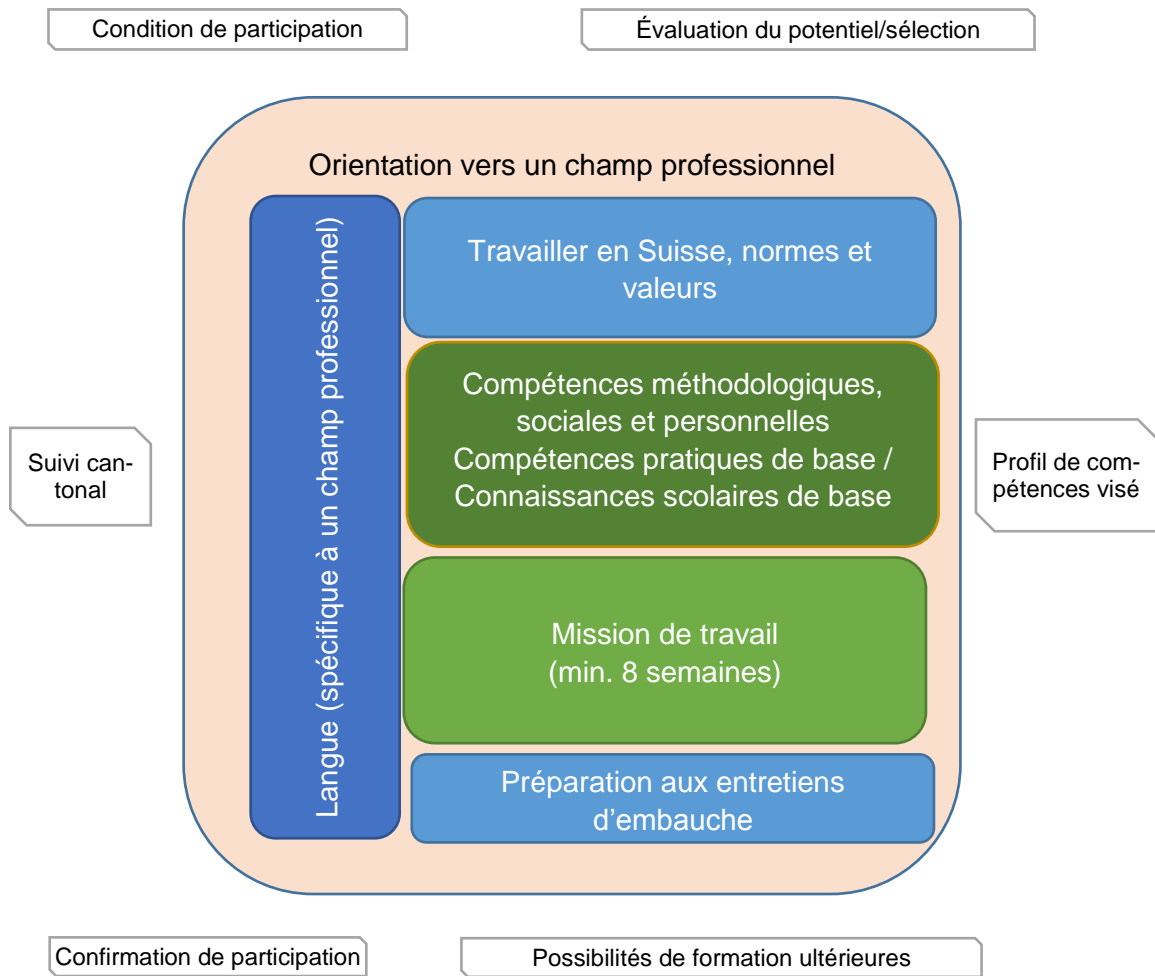 Condition de participation
Évaluation du potentiel/sélection
Orientation vers un champ professionnel
Langue (spécifique à un champ professionnel)
Travailler en Suisse, normes et
valeurs
Compétences méthodologiques,
sociales et personnelles
Compétences pratiques de base /
Connaissances scolaires de base
Suivi can-
tonal
Profil de com-
pétences visé
Mission de travail
(min. 8 semaines)
Préparation aux entretiens
d’embauche
Confirmation de participation
Possibilités de formation ultérieures